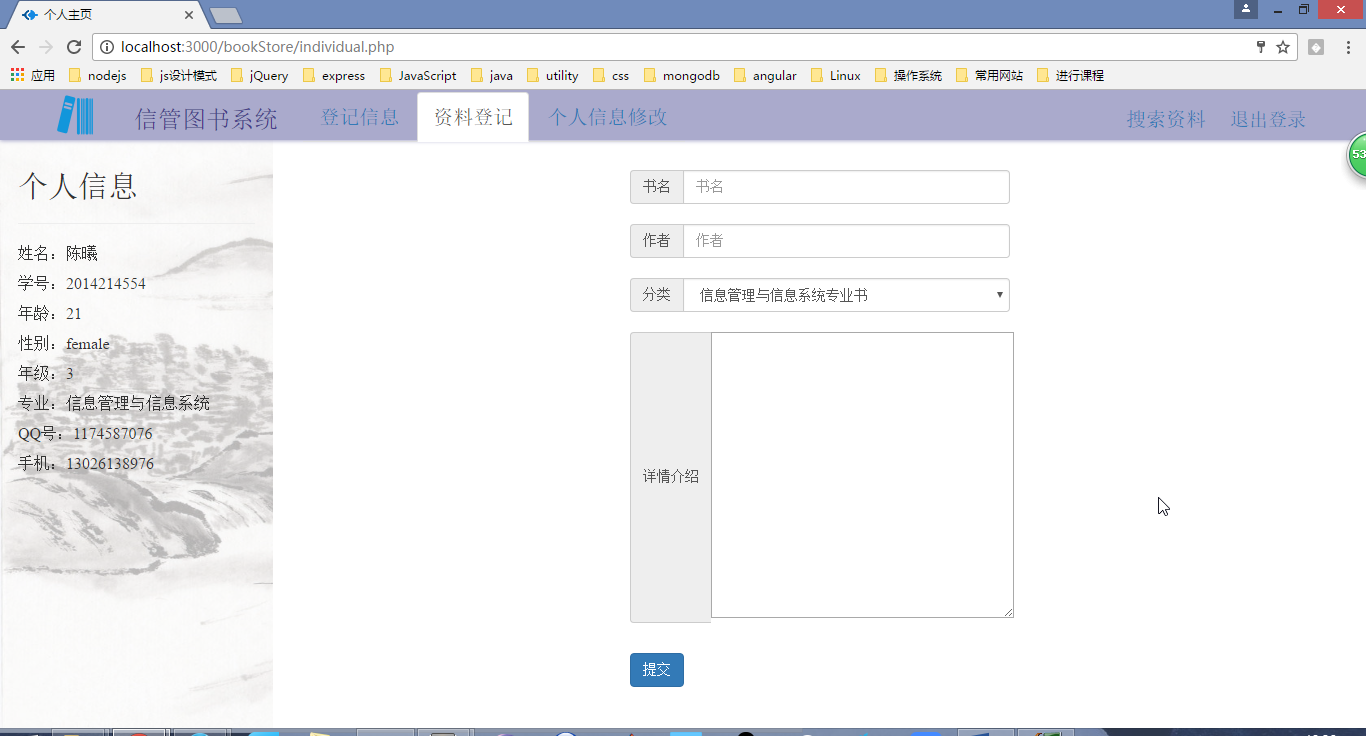 个人主页
localhost:3000/bookStore/individual.php
应用 nodejs js设计模式 jQuery express JavaScript java utility css mongodb angular Linux 操作系统 常用网站 进行课程
信管图书系统 登记信息 资料登记 个人信息修改 搜索资料 退出登录
53
个人信息
姓名：陈曦
学号：2014214554
年龄：21
性别：female
年级：3
专业：信息管理与信息系统
QQ号：1174587076
手机：13026138976
书名 书名
作者 作者
分类 信息管理与信息系统专业书
详情介绍
提交